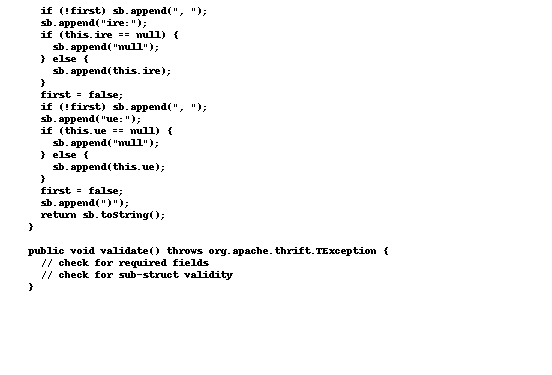 if (!first) sb.append(", ");
sb.append("ire:");
if (this.ire == null) {
sb.append("null");
} else {
sb.append(this.ire);
}
first = false;
if (!first) sb.append(", ");
sb.append("ue:");
if (this.ue == null) {
sb.append("null");
} else {
sb.append(this.ue);
}
first = false;
sb.append(")");
return sb.toString();
}
public void validate() throws org.apache.thrift.TException {
// check for required fields
// check for sub-struct validity
}